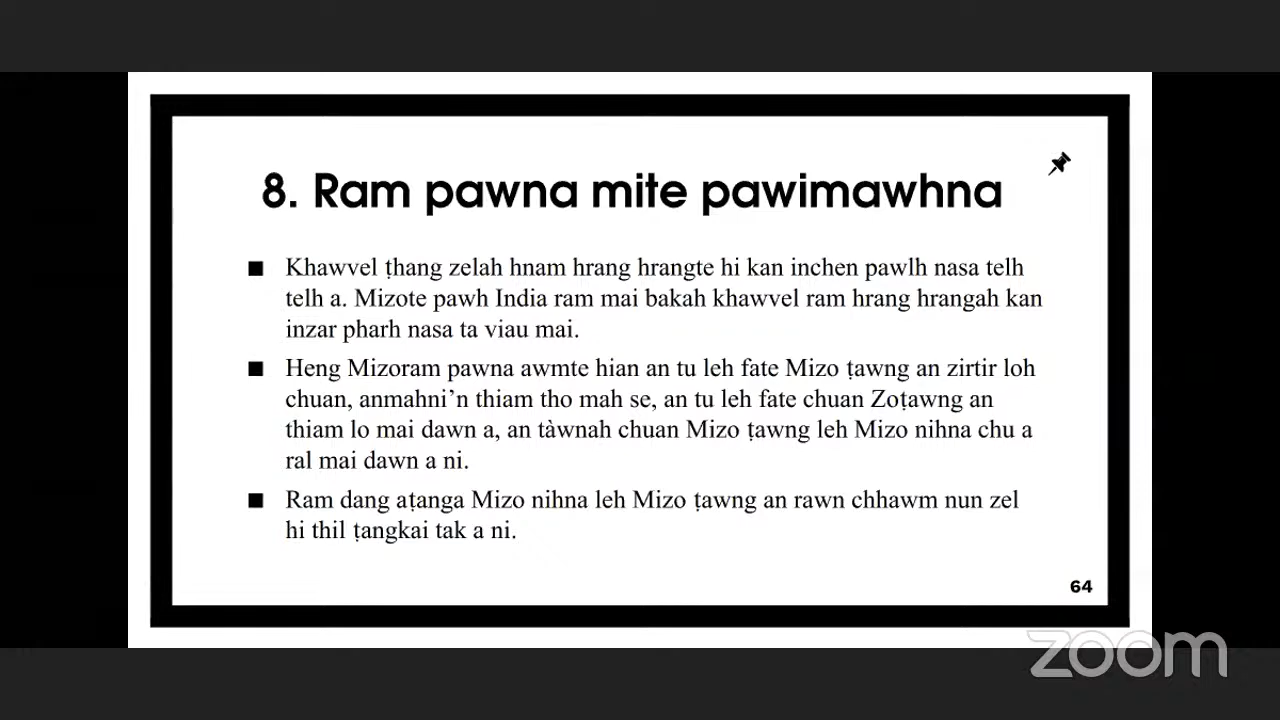 8. Ram pawna mite pawimawhna
■ Khawvel ṭhang zelah hnam hrang hrangte hi kan inchen pawlh nasa telh
telh a. Mizote pawh India ram mai bakah khawvel ram hrang hrangah kan
inzar pharh nasa ta viau mai.
■ Heng Mizoram pawna awmte hian an tu leh fate Mizo ṭawng an zirtir loh
chuan, anmahni’n thiam tho mah se, an tu leh fate chuan Zoṭawng an
thiam lo mai dawn a, an tàwnah chuan Mizo ṭawng leh Mizo nihna chu a
ral mai dawn a ni.
■ Ram dang aṭanga Mizo nihna leh Mizo ṭawng an rawn chhawm nun zel
hi thil ṭangkai tak a ni.
64
zoom